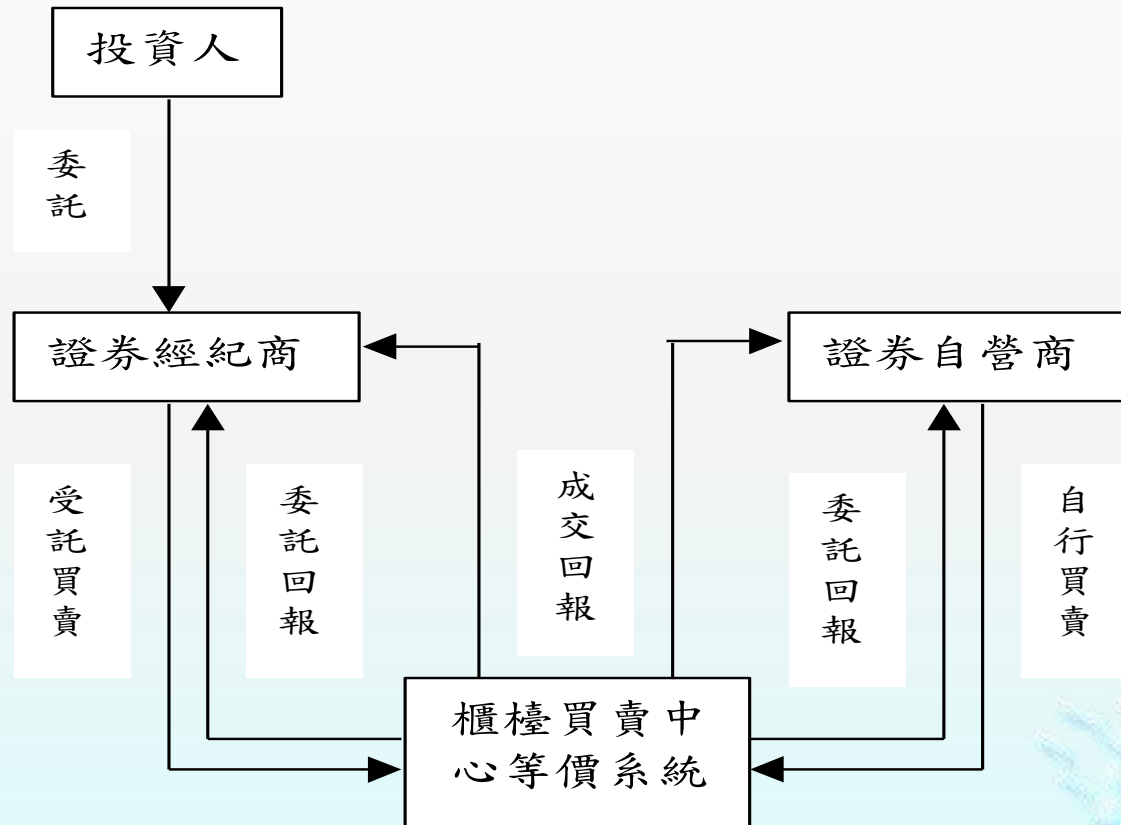 投資人
委託
證券經紀商
證券自營商
受託買賣
委託回報
成交回報
委託回報
自行買賣
櫃檯買賣中
心等價系統